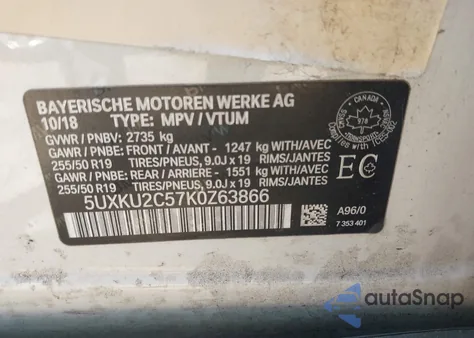 BAYERISCHE MOTOREN WERKE AG
10/18 TYPE: MPV / VTUM
GVWR / PNBV: 2735 kg
GAWR / PNBE: FRONT / AVANT - 1247 kg WITH/AVEC
255/50 R19 TIRES/PNEUS, 9.0J x 19 RIMS/JANTES
GAWR / PNBE: REAR / ARRIERE - 1551 kg WITH/AVEC
255/50 R19 TIRES/PNEUS, 9.0J x 19 RIMS/JANTES
5UXKU2C57K0Z63866
CANADA
978
TRANSPORT
EC
A96/0
7 353 401
autoSnap